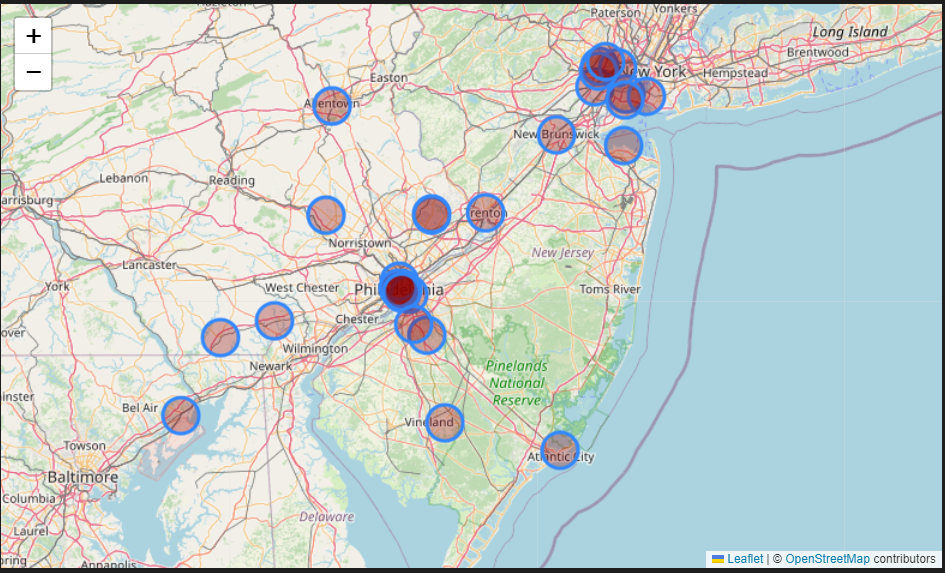 Paterson
Yonkers
+
Long Island
Brentwood
New York
Hempstead
−
Easton
Allentown
New Brunswick
Lebanon
Reading
arrisburg
Trenton
Norristown
New Jersey
Lancaster
York
West Chester
Philadelphia
Toms River
Chester
over
Wilmington
Newark
Pinelands
National
Reserve
Bel Air
Vineland
Towson
Atlantic City
Baltimore
Columbia
Delaware
Laurel
Annapolis
Leaflet | © OpenStreetMap contributors